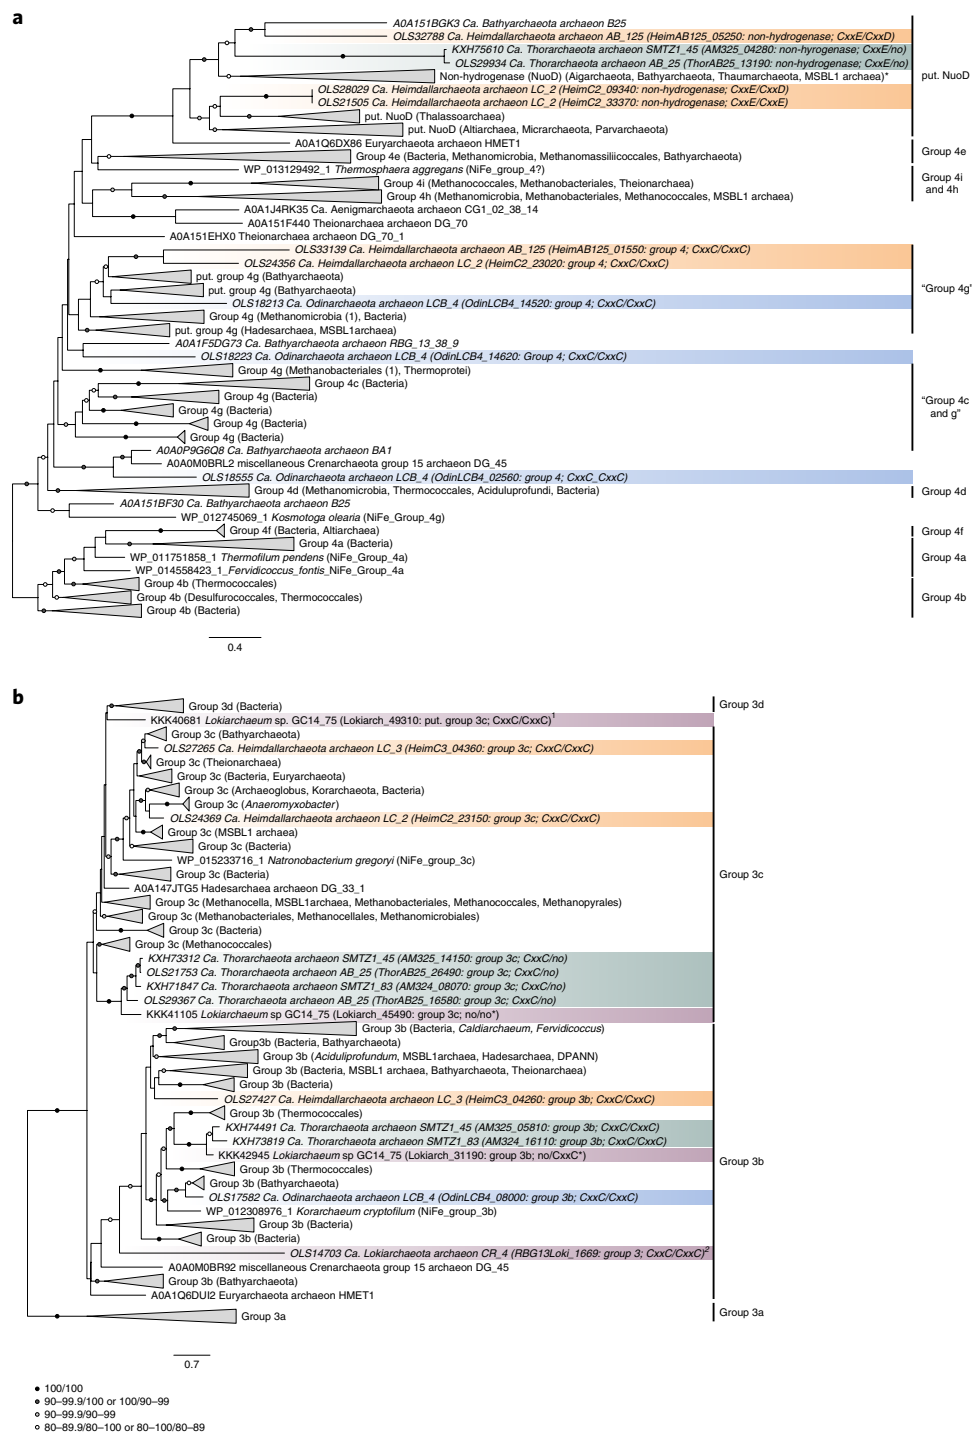 a
A0A151BGK3 Ca. Bathyarchaeota archaeon B25
OLS32788 Ca. Heimdallarchaeota archaeon AB_125 (HeimAB125_05250: non-hydrogenase; CxxE/CxxD)
KXH75610 Ca. Thorarchaeota archaeon SMTZ1_45 (AM325_04280: non-hyrogenase; CxxE/no)
OLS29934 Ca. Thorarchaeota archaeon AB_25 (ThorAB25_13190: non-hydrogenase; CxxE/no)
Non-hydrogenase (NuoD) (Aigarchaeota, Bathyarchaeota, Thaumarchaeota, MSBL1 archaea)*
put. NuoD
OLS28029 Ca. Heimdallarchaeota archaeon LC_2 (HeimC2_09340: non-hydrogenase; CxxE/CxxD)
OLS21505 Ca. Heimdallarchaeota archaeon LC_2 (HeimC2_33370: non-hydrogenase; CxxE/CxxE)
put. NuoD (Thalassoarchaea)
put. NuoD (Altiarchaea, Micrarchaeota, Parvarchaeota)
A0A1Q6DX86 Euryarchaeota archaeon HMET1
Group 4e (Bacteria, Methanomicrobia, Methanomassiliicoccales, Bathyarchaeota)
Group 4e
WP_013129492_1 Thermosphaera aggregans (NiFe_group_4?)
Group 4i (Methanococcales, Methanobacteriales, Theionarchaea)
Group 4i
and 4h
Group 4h (Methanomicrobia, Methanobacteriales, Methanococcales, MSBL1 archaea)
A0A1J4RK35 Ca. Aenigmarchaeota archaeon CG1_02_38_14
A0A151F440 Theionarchaea archaeon DG_70
A0A151EHX0 Theionarchaea archaeon DG_70_1
OLS33139 Ca. Heimdallarchaeota archaeon AB_125 (HeimAB125_01550: group 4; CxxC/CxxC)
OLS24356 Ca. Heimdallarchaeota archaeon LC_2 (HeimC2_23020: group 4; CxxC/CxxC)
put. group 4g (Bathyarchaeota)
put. group 4g (Bathyarchaeota)
"Group 4g"
OLS18213 Ca. Odinarchaeota archaeon LCB_4 (OdinLCB4_14520: group 4; CxxC/CxxC)
Group 4g (Methanomicrobia (1), Bacteria)
put. group 4g (Hadesarchaea, MSBL1archaea)
A0A1F5DG73 Ca. Bathyarchaeota archaeon RBG_13_38_9
OLS18223 Ca. Odinarchaeota archaeon LCB_4 (OdinLCB4_14620: Group 4; CxxC/CxxC)
Group 4g (Methanobacteriales (1), Thermoprotei)
Group 4c (Bacteria)
Group 4g (Bacteria)
Group 4g (Bacteria)
"Group 4c
and g"
Group 4g (Bacteria)
Group 4g (Bacteria)
A0A0P9G6Q8 Ca. Bathyarchaeota archaeon BA1
A0A0M0BRL2 miscellaneous Crenarchaeota group 15 archaeon DG_45
OLS18555 Ca. Odinarchaeota archaeon LCB_4 (OdinLCB4_02560: group 4; CxxC_CxxC)
Group 4d (Methanomicrobia, Thermococcales, Aciduliprofundi, Bacteria)
Group 4d
A0A151BF30 Ca. Bathyarchaeota archaeon B25
WP_012745069_1 Kosmotoga olearia (NiFe_Group_4g)
Group 4f (Bacteria, Altiarchaea)
Group 4f
Group 4a (Bacteria)
WP_011751858_1 Thermofilum pendens (NiFe_Group_4a)
Group 4a
WP_014558423_1_Fervidicoccus_fontis_NiFe_Group_4a
Group 4b (Thermococcales)
Group 4b (Desulfurococcales, Thermococcales)
Group 4b
Group 4b (Bacteria)
0.4
b
Group 3d (Bacteria)
Group 3d
KKK40681 Lokiarchaeum sp. GC14_75 (Lokiarch_49310: put. group 3c; CxxC/CxxC)1
Group 3c (Bathyarchaeota)
OLS27265 Ca. Heimdallarchaeota archaeon LC_3 (HeimC3_04360: group 3c; CxxC/CxxC)
Group 3c (Theionarchaea)
Group 3c (Bacteria, Euryarchaeota)
Group 3c (Archaeoglobus, Korarchaeota, Bacteria)
Group 3c (Anaeromyxobacter)
OLS24369 Ca. Heimdallarchaeota archaeon LC_2 (HeimC2_23150: group 3c; CxxC/CxxC)
Group 3c (MSBL1 archaea)
Group 3c (Bacteria)
WP_015233716_1 Natronobacterium gregoryi (NiFe_group_3c)
Group 3c (Bacteria)
Group 3c
A0A147JTG5 Hadesarchaea archaeon DG_33_1
Group 3c (Methanocella, MSBL1archaea, Methanobacteriales, Methanococcales, Methanopyrales)
Group 3c (Methanobacteriales, Methanocellales, Methanomicrobiales)
Group 3c (Bacteria)
Group 3c (Methanococcales)
KXH73312 Ca. Thorarchaeota archaeon SMTZ1_45 (AM325_14150: group 3c; CxxC/no)
OLS21753 Ca. Thorarchaeota archaeon AB_25 (ThorAB25_26490: group 3c; CxxC/no)
KXH71847 Ca. Thorarchaeota archaeon SMTZ1_83 (AM324_08070: group 3c; CxxC/no)
OLS29367 Ca. Thorarchaeota archaeon AB_25 (ThorAB25_16580: group 3c; CxxC/no)
KKK41105 Lokiarchaeum sp GC14_75 (Lokiarch_45490: group 3c; no/no*)
Group 3b (Bacteria, Caldiarchaeum, Fervidicoccus)
Group3b (Bacteria, Bathyarchaeota)
Group 3b (Aciduliprofundum, MSBL1archaea, Hadesarchaea, DPANN)
Group 3b (Bacteria, MSBL1 archaea, Bathyarchaeota, Theionarchaea)
Group 3b (Bacteria)
OLS27427 Ca. Heimdallarchaeota archaeon LC_3 (HeimC3_04260: group 3b; CxxC/CxxC)
Group 3b (Thermococcales)
KXH74491 Ca. Thorarchaeota archaeon SMTZ1_45 (AM325_05810: group 3b; CxxC/CxxC)
KXH73819 Ca. Thorarchaeota archaeon SMTZ1_83 (AM324_16110: group 3b; CxxC/CxxC)
KKK42945 Lokiarchaeum sp GC14_75 (Lokiarch_31190: group 3b; no/CxxC*)
Group 3b
Group 3b (Thermococcales)
Group 3b (Bathyarchaeota)
OLS17582 Ca. Odinarchaeota archaeon LCB_4 (OdinLCB4_08000: group 3b; CxxC/CxxC)
WP_012308976_1 Korarchaeum cryptofilum (NiFe_group_3b)
Group 3b (Bacteria)
Group 3b (Bacteria)
OLS14703 Ca. Lokiarchaeota archaeon CR_4 (RBG13Loki_1669: group 3; CxxC/CxxC)2
A0A0M0BR92 miscellaneous Crenarchaeota group 15 archaeon DG_45
Group 3b (Bathyarchaeota)
A0A1Q6DUI2 Euryarchaeota archaeon HMET1
Group 3a
Group 3a
0.7
100/100
90–99.9/100 or 100/90–99
90–99.9/90–99
80–89.9/80–100 or 80–100/80–89